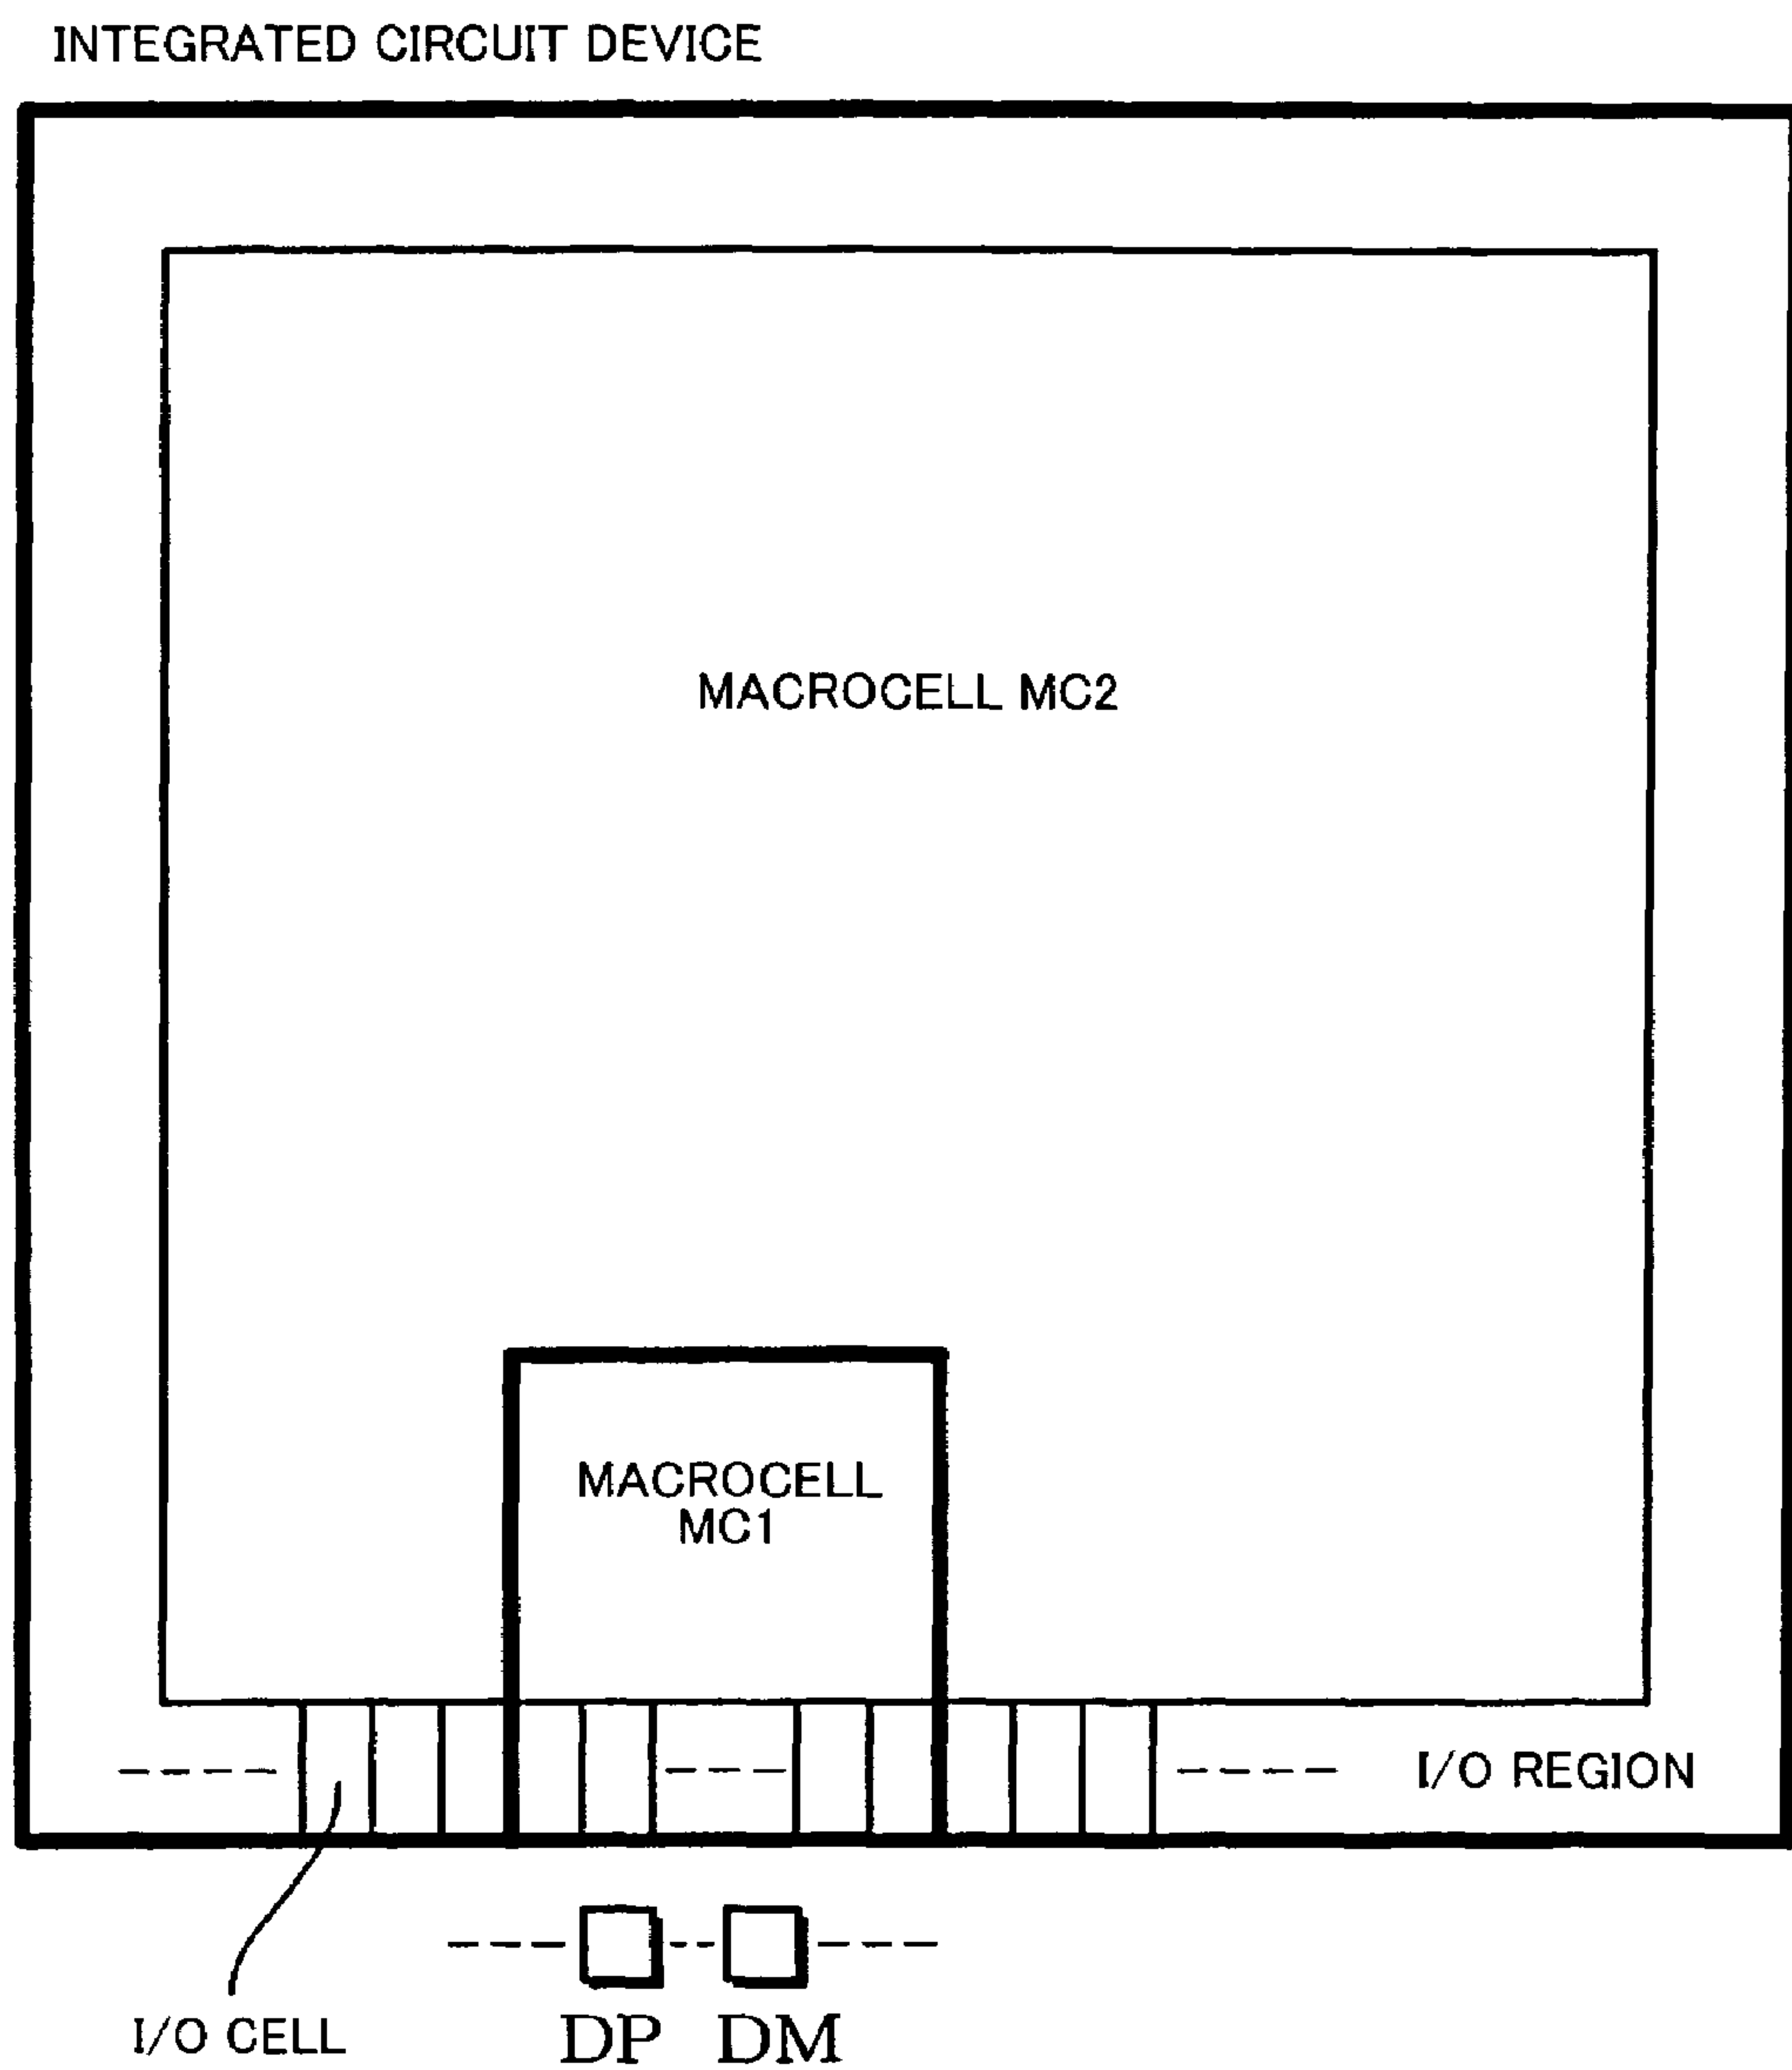 INTEGRATED CIRCUIT DEVICE
MACROCELL MC2
MACROCELL
MC1
I/O REGION
I/O CELL
DP DM